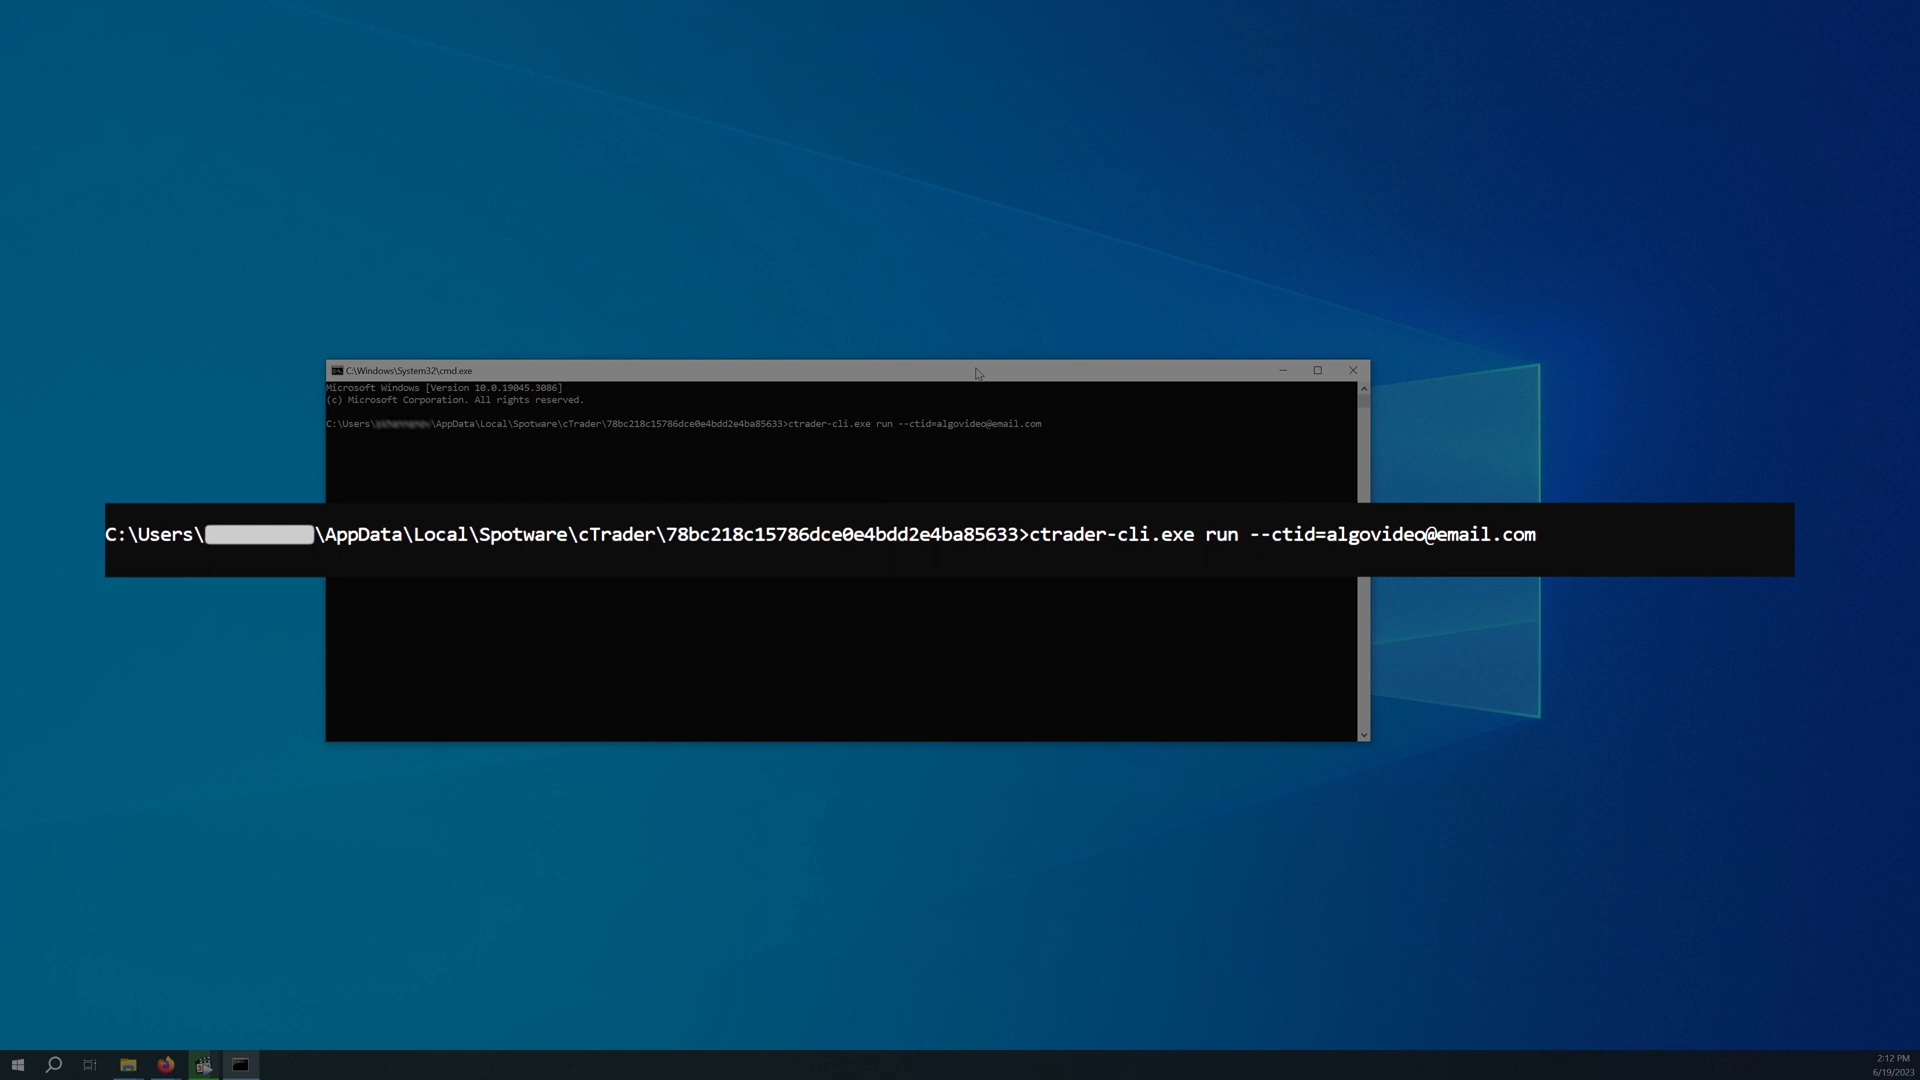 C:\Windows\System32\cmd.exe
Microsoft Windows [Version 10.0.19045.3086]
(c) Microsoft Corporation. All rights reserved.
C:\Users\ \AppData\Local\Spotware\cTrader\78bc218c15786dce0e4bdd2e4ba85633>ctrader-cli.exe run --ctid=algovideo@email.com
C:\Users\ \AppData\Local\Spotware\cTrader\78bc218c15786dce0e4bdd2e4ba85633>ctrader-cli.exe run --ctid=algovideo@email.com
2:12 PM
6/19/2023